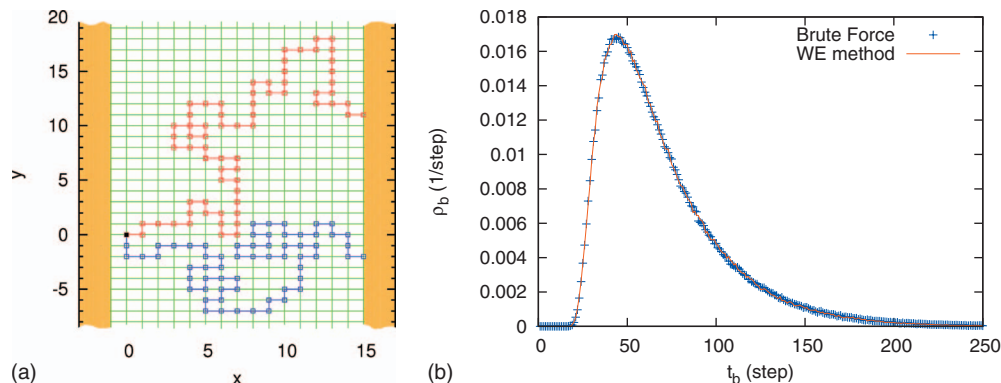 20
15
10
5
0
-5
y
0 5 10 15
x
(a)
0.018
0.016
0.014
0.012
0.01
0.008
0.006
0.004
0.002
0
ρb (1/step)
Brute Force
WE method
0 50 100 150 200 250
tb (step)
(b)